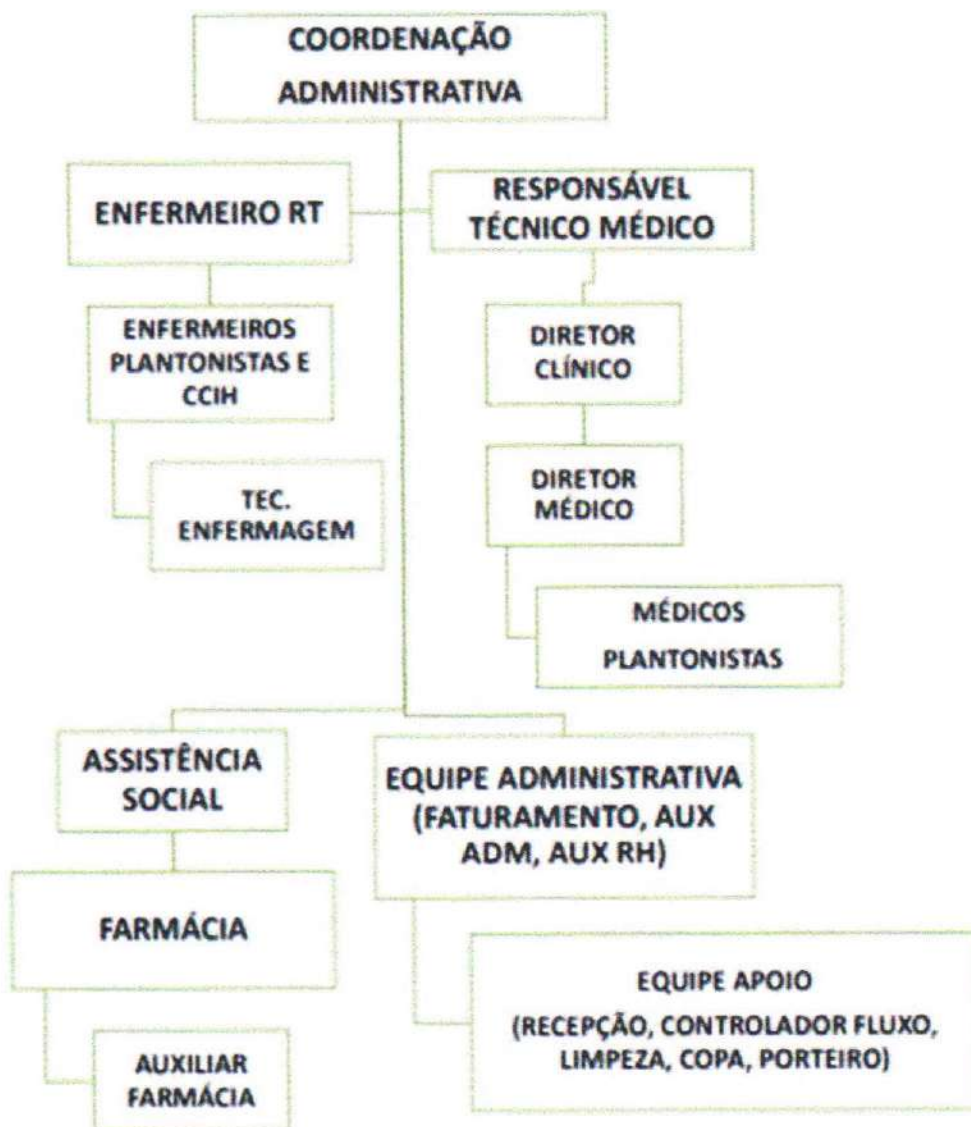 COORDENAÇÃO
ADMINISTRATIVA
ENFERMEIRO RT
RESPONSÁVEL
TÉCNICO MÉDICO
ENFERMEIROS
PLANTONISTAS E
CCIH
DIRETOR
CLÍNICO
TEC.
ENFERMAGEM
DIRETOR
MÉDICO
MÉDICOS
PLANTONISTAS
ASSISTÊNCIA
SOCIAL
EQUIPE ADMINISTRATIVA
(FATURAMENTO, AUX
ADM, AUX RH)
FARMÁCIA
EQUIPE APOIO
(RECEPÇÃO, CONTROLADOR FLUXO,
LIMPEZA, COPA, PORTEIRO)
AUXILIAR
FARMÁCIA